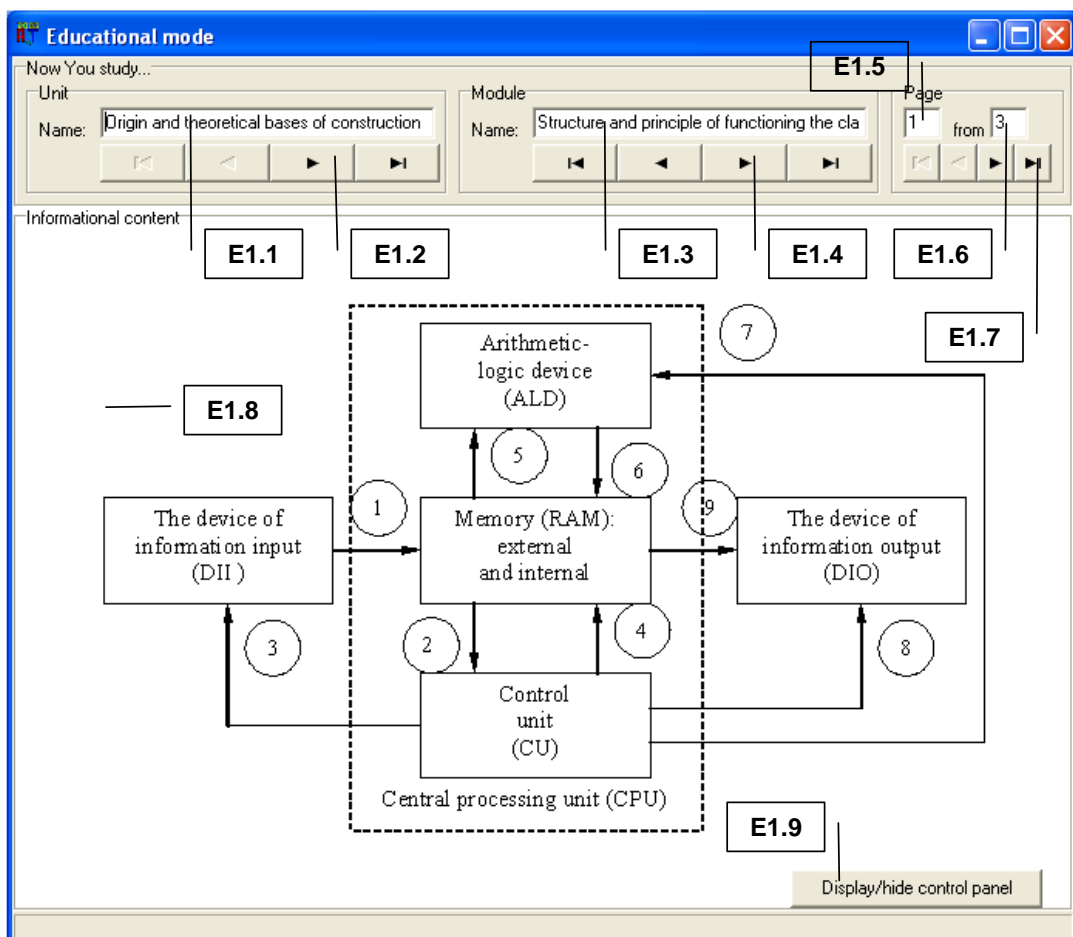 Educational mode
Now You study...
E1.5
Unit
Module
Page
Name: Origin and theoretical bases of construction
Name: Structure and principle of functioning the cla
1 from 3
Informational content
E1.1
E1.2
E1.3
E1.4
E1.6
E1.7
E1.8
7
Arithmetic-
logic device
(ALD)
5
6
1
9
The device of
information input
(DII )
Memory (RAM):
external
and internal
The device of
information output
(DIO)
3
2
4
8
Control
unit
(CU)
Central processing unit (CPU)
E1.9
Display/hide control panel